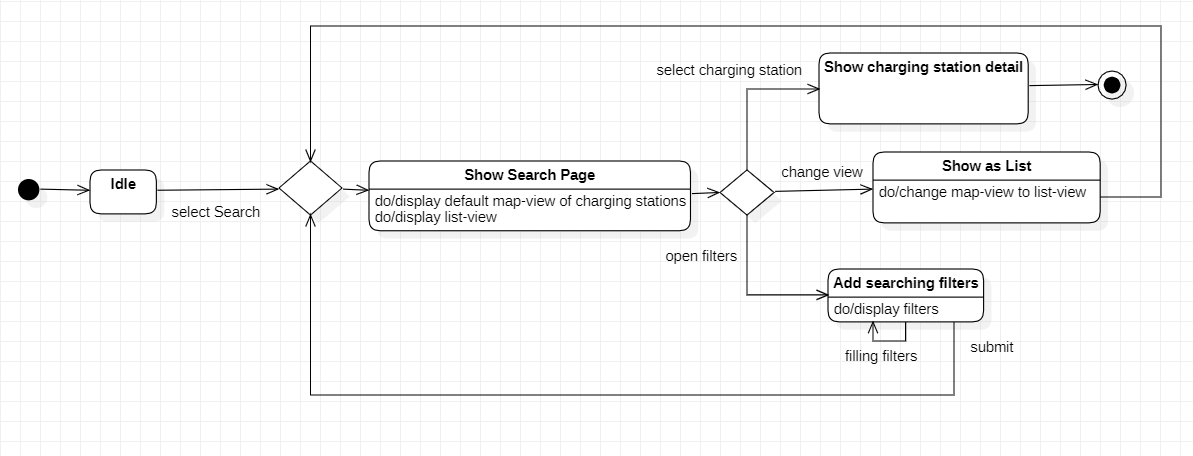 Idle
select Search
Show Search Page
do/display default map-view of charging stations
do/display list-view
select charging station
Show charging station detail
change view
Show as List
do/change map-view to list-view
open filters
Add searching filters
do/display filters
filling filters
submit